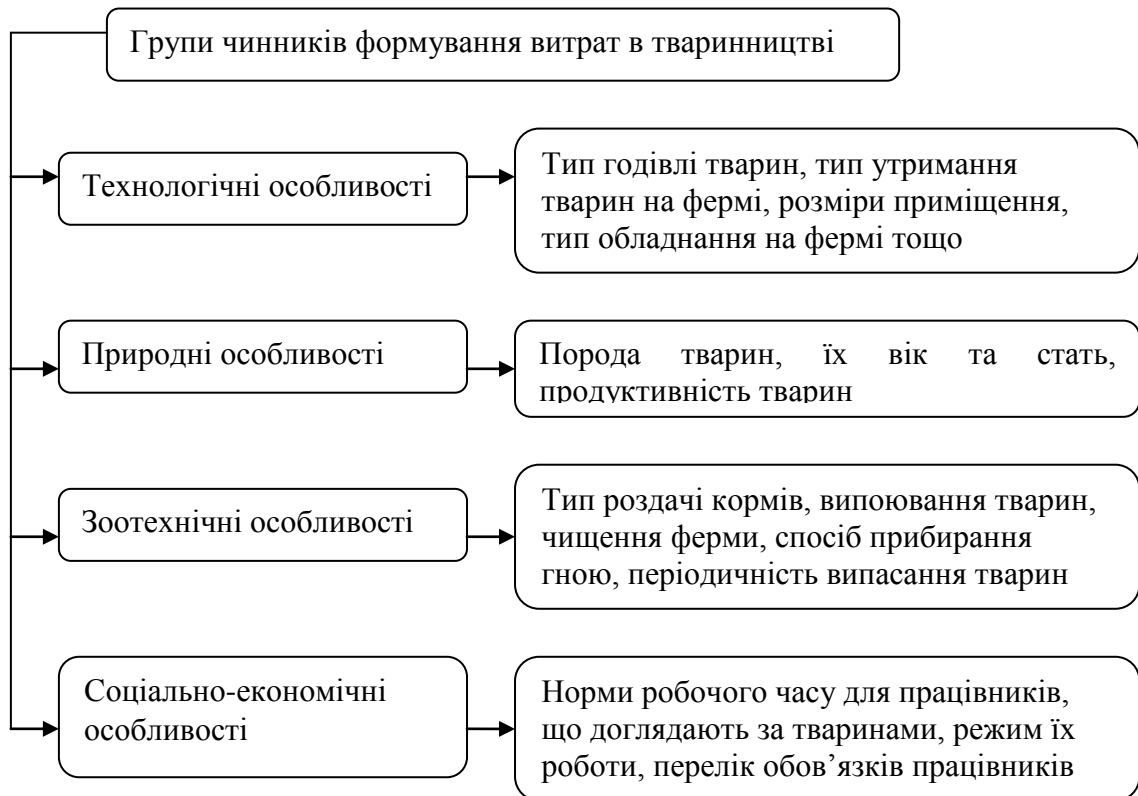 Групи чинників формування витрат в тваринництві
Технологічні особливості
Тип годівлі тварин, тип утримання
тварин на фермі, розміри приміщення,
тип обладнання на фермі тощо
Природні особливості
Порода тварин, їх вік та стать,
продуктивність тварин
Зоотехнічні особливості
Тип роздачі кормів, випоювання тварин,
чищення ферми, спосіб прибирання
гною, періодичність випасання тварин
Соціально-економічні
особливості
Норми робочого часу для працівників,
що доглядають за тваринами, режим їх
роботи, перелік обов’язків працівників